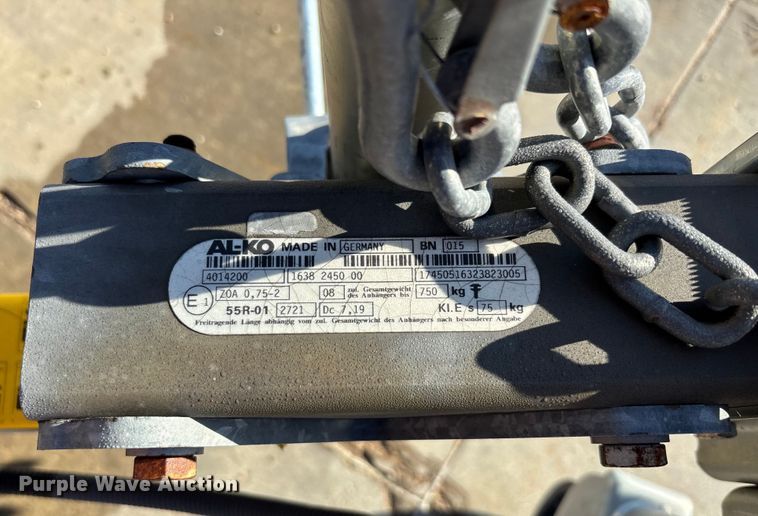 AL-KO MADE IN GERMANY BN 015
4014200 1638 2450 00 17450516323823005
E1 ZOA 0,75-2 08 zul. Gesamtgewicht des Anhängers bis 750 kg
55R-01 2721 Dc 7,19 Kl.E s 75 kg
Freitragende Länge abhängig vom zul. Gesamtgewicht des Anhängers nach besonderer Angabe
Purple Wave Auction